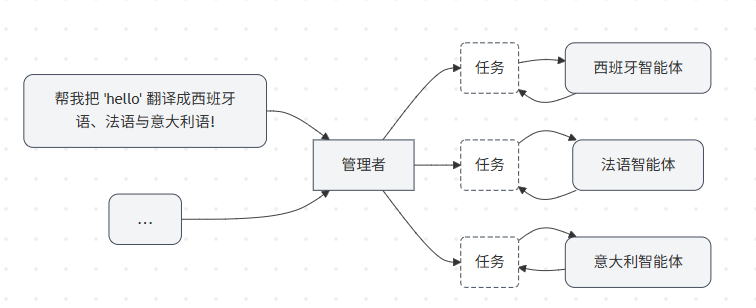 帮我把 'hello' 翻译成西班牙
语、法语与意大利语!
...
管理者
任务
西班牙智能体
任务
法语智能体
任务
意大利智能体